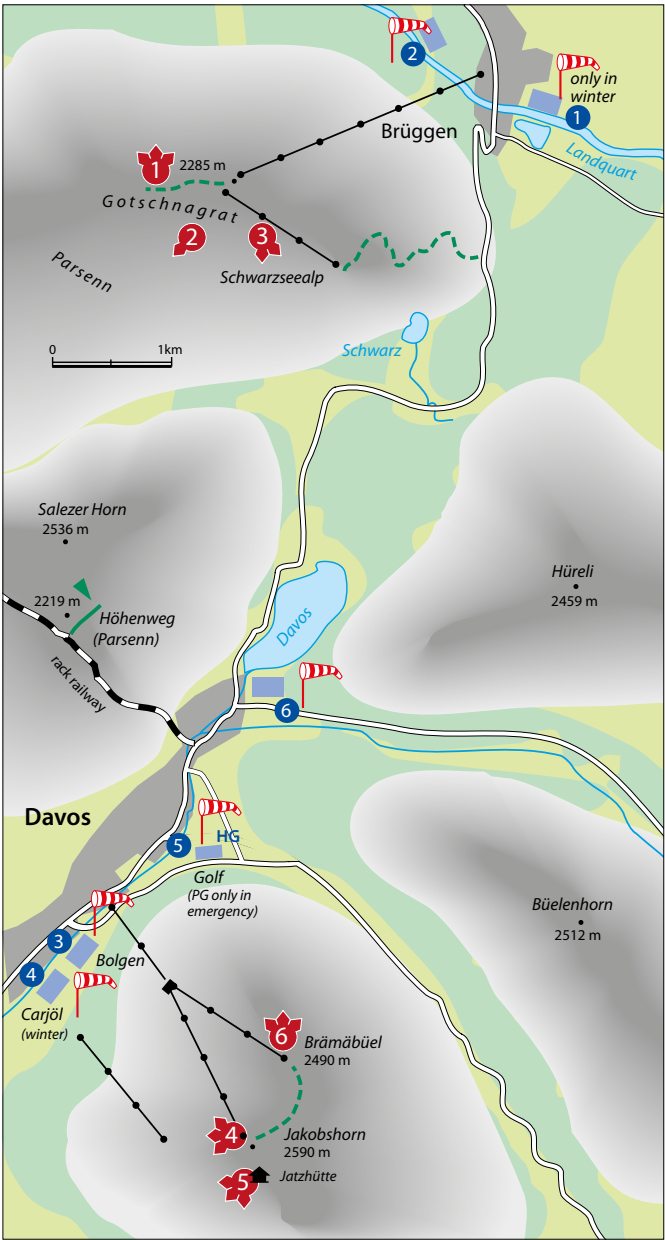 2
only in
winter
Brüggen
1
Landquart
1
2285 m
Gotschnagrat
2
3
Schwarzseealp
Parsenn
0
1km
Schwarz
Salezer Horn
2536 m
Hüreli
2459 m
2219 m
Höhenweg
(Parsenn)
rack railway
Davos
6
Davos
HG
5
Golf
(PG only in
emergency)
Büelenhorn
2512 m
3
Bolgen
4
Carjöl
(winter)
6
Brämäbüel
2490 m
4
Jakobshorn
2590 m
5
Jatzhütte